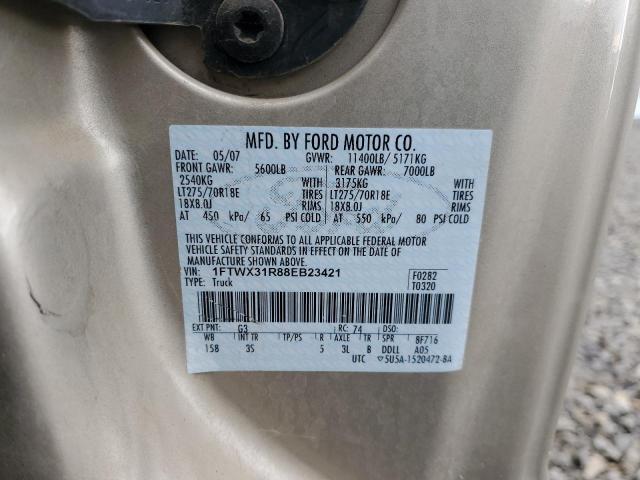 MFD. BY FORD MOTOR CO.
DATE: 05/07 GVWR: 11400LB/ 5171KG
FRONT GAWR: 5600LB REAR GAWR: 7000LB
2540KG WITH 3175KG WITH
LT275/70R18E TIRES LT275/70R18E TIRES
18X8.0J RIMS 18X8.0J RIMS
AT 450 kPa/ 65 PSI COLD AT 550 kPa/ 80 PSI COLD
THIS VEHICLE CONFORMS TO ALL APPLICABLE FEDERAL MOTOR
VEHICLE SAFETY STANDARDS IN EFFECT ON THE DATE OF
MANUFACTURE SHOWN ABOVE.
VIN: 1FTWX31R88EB23421 F0282
TYPE: Truck T0320
EXT PNT: G3 RC: 74 DSO:
WB INT TR TP/PS R AXLE TR SPR 8F716
158 3S 5 3L B DDLL A05
UTC 5U5A-1520472-BA